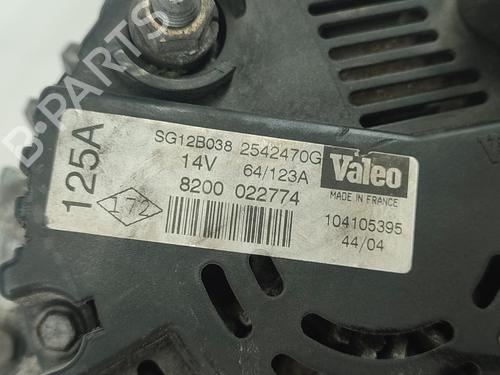 B-PARTS
125A
SG12B038 2542470G
14V 64/123A
8200 022774
172
Valeo
MADE IN FRANCE
104105395
44/04